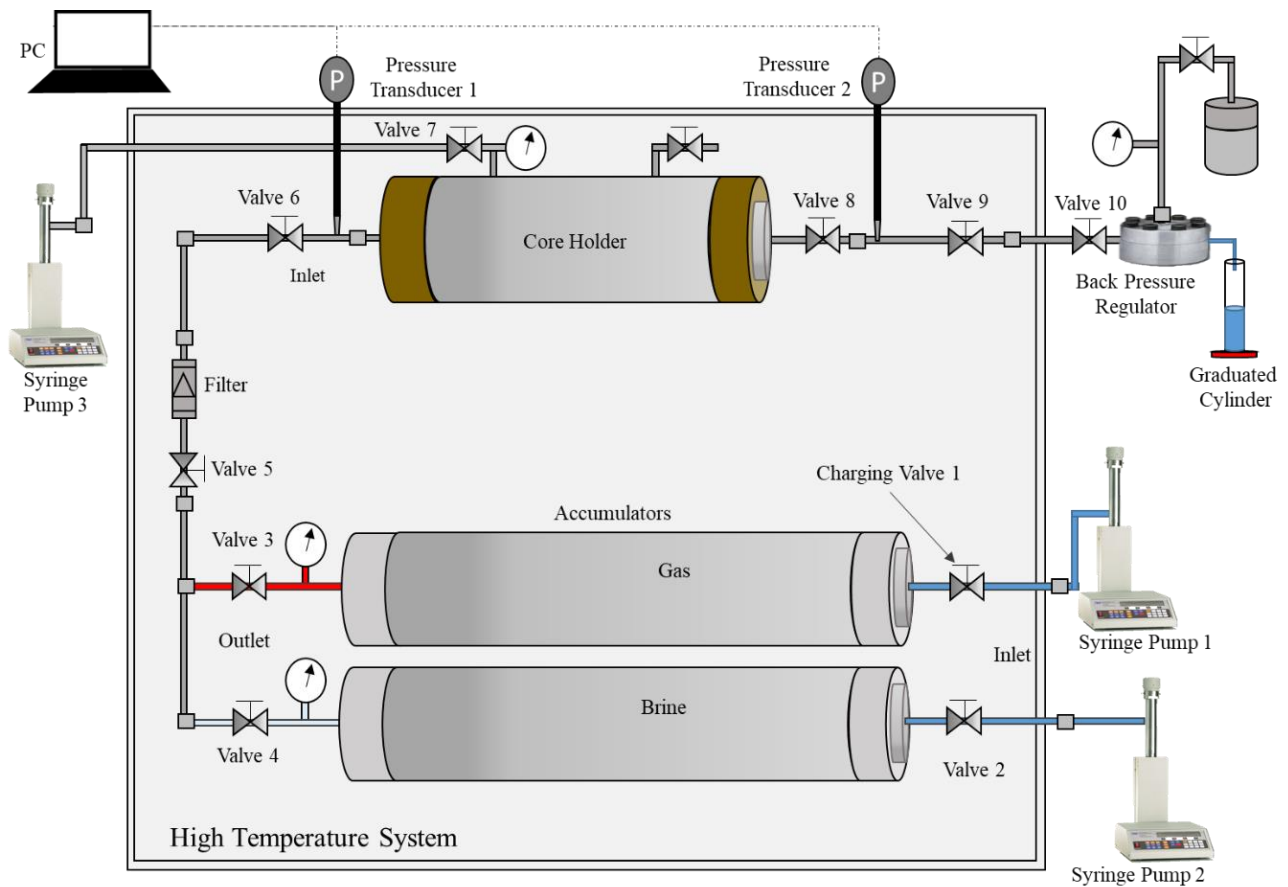 PC
P
Pressure
Transducer 1
Pressure
Transducer 2
P
Valve 7
Valve 6
Inlet
Core Holder
Valve 8
Valve 9
Valve 10
Back Pressure
Regulator
Graduated
Cylinder
Syringe
Pump 3
Filter
Valve 5
Charging Valve 1
Accumulators
Valve 3
Gas
Outlet
Inlet
Syringe Pump 1
Brine
Valve 4
Valve 2
High Temperature System
Syringe Pump 2